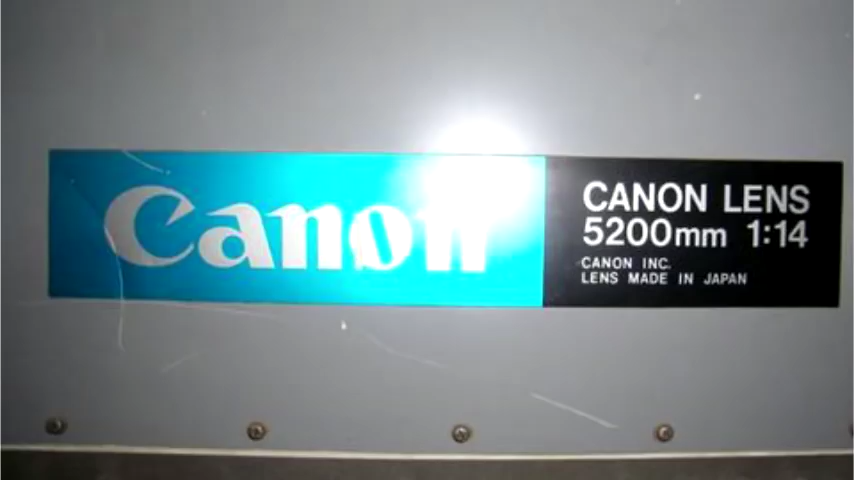 Canon
CANON LENS
5200mm 1:14
CANON INC.
LENS MADE IN JAPAN